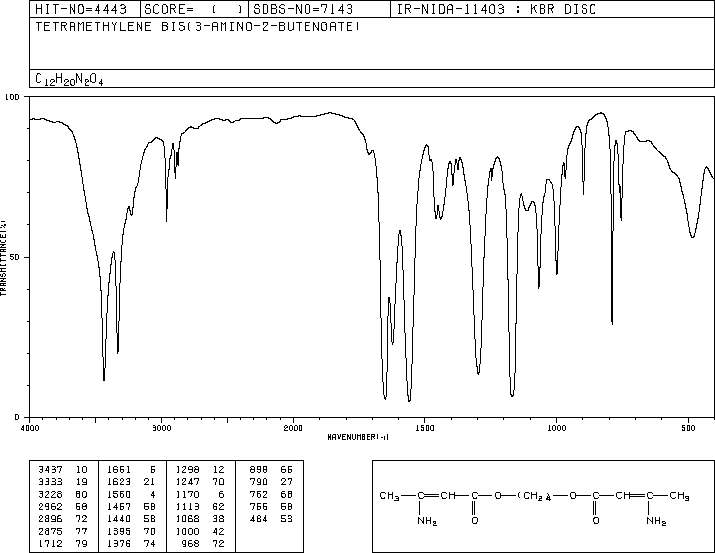 HIT-NO=4443 SCORE= ( ) SDBS-NO=7143 IR-NIDA-11403 : KBR DISC
TETRAMETHYLENE BIS(3-AMINO-2-BUTENOATE)
C12H20N2O4
100
50
0
TRANSMITTANCE(%)
4000 3000 2000 1500 1000 500
WAVENUMBER(-1)
3437 10 1661 5 1298 12 898 66
3333 19 1623 21 1247 70 790 27
3228 60 1560 4 1170 6 762 68
2962 68 1457 68 1113 62 756 68
2896 72 1440 58 1068 38 484 53
2875 77 1395 70 1000 42
1712 79 1376 74 968 72
CH3—C=CH—C—O—(CH2)4—O—C—CH=C—CH3
NH2 O O NH2